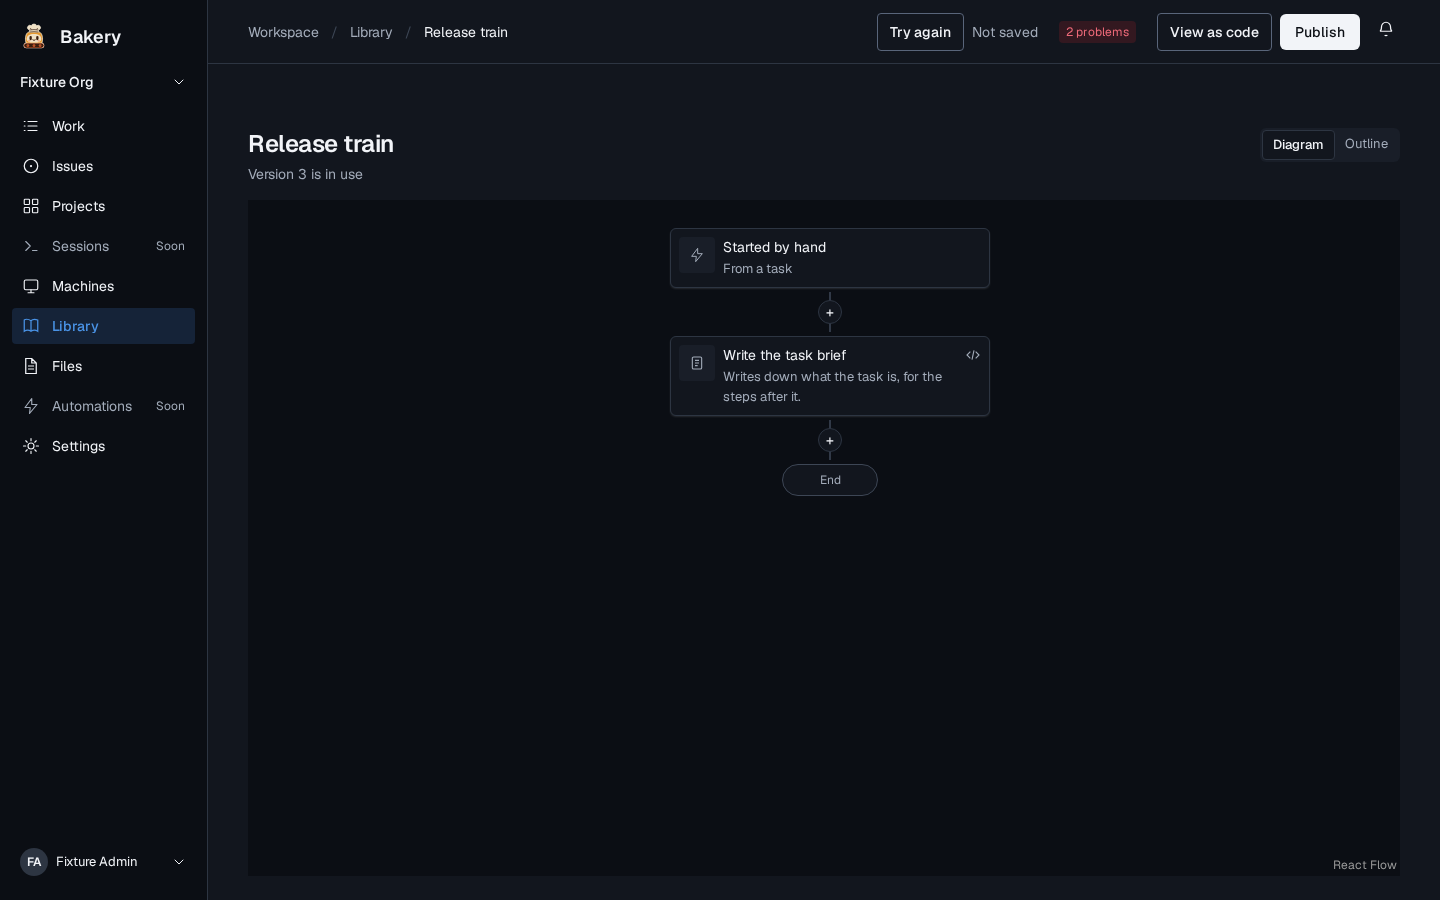 Bakery
Fixture Org
Work
Issues
Projects
Sessions Soon
Machines
Library
Files
Automations Soon
Settings
FA Fixture Admin
Workspace / Library / Release train
Try again Not saved 2 problems View as code Publish
Release train
Version 3 is in use
Diagram Outline
Started by hand
From a task
+
Write the task brief
Writes down what the task is, for the
steps after it.
+
End
React Flow